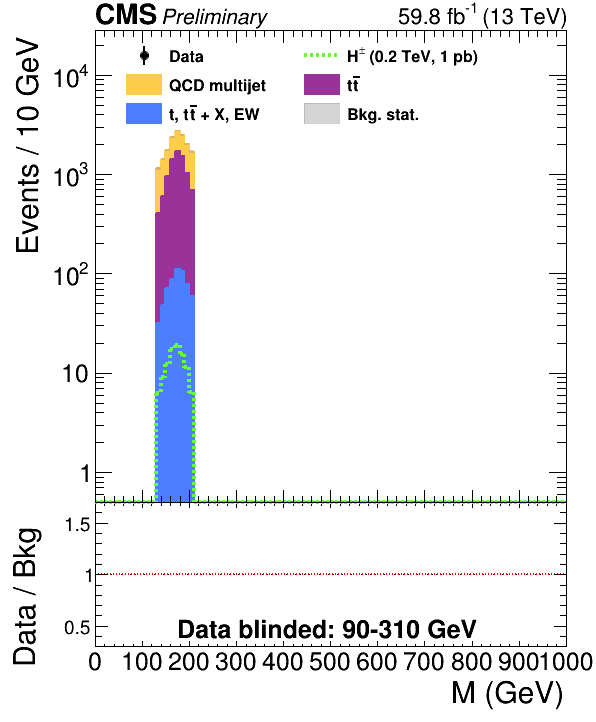 CMS Preliminary 59.8 fb⁻¹ (13 TeV)
Data H± (0.2 TeV, 1 pb)
QCD multijet tt̄
t, tt̄ + X, EW Bkg. stat.
Events / 10 GeV
10⁴
10³
10²
10
1
Data / Bkg
1.5
1
0.5
Data blinded: 90-310 GeV
0 100 200 300 400 500 600 700 800 900 1000
M (GeV)